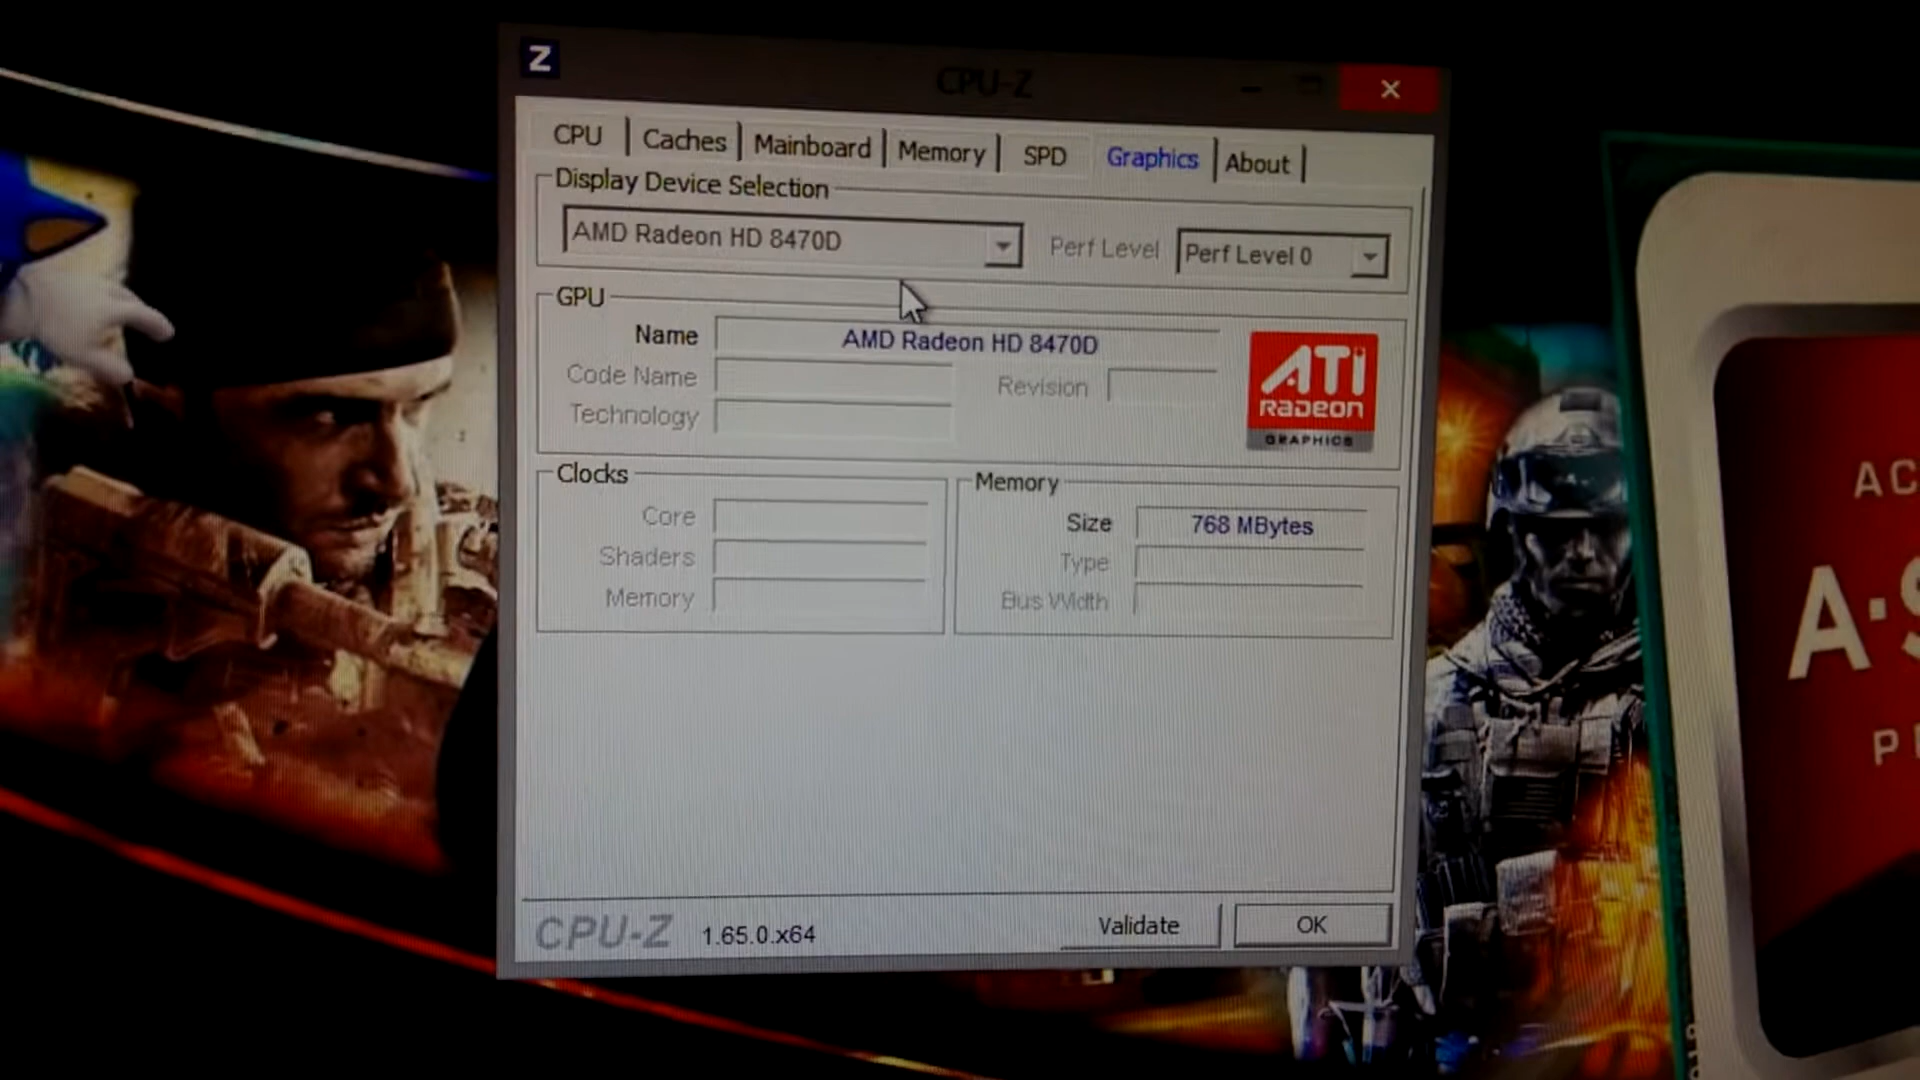 Z
CPU-Z
CPU Caches Mainboard Memory SPD Graphics About
Display Device Selection
AMD Radeon HD 8470D Perf Level Perf Level 0
GPU
Name AMD Radeon HD 8470D
Code Name Revision
Technology
ATI
RADEON
GRAPHICS
Clocks
Core
Shaders
Memory
Memory
Size 768 MBytes
Type
Bus Width
CPU-Z 1.65.0.x64 Validate OK